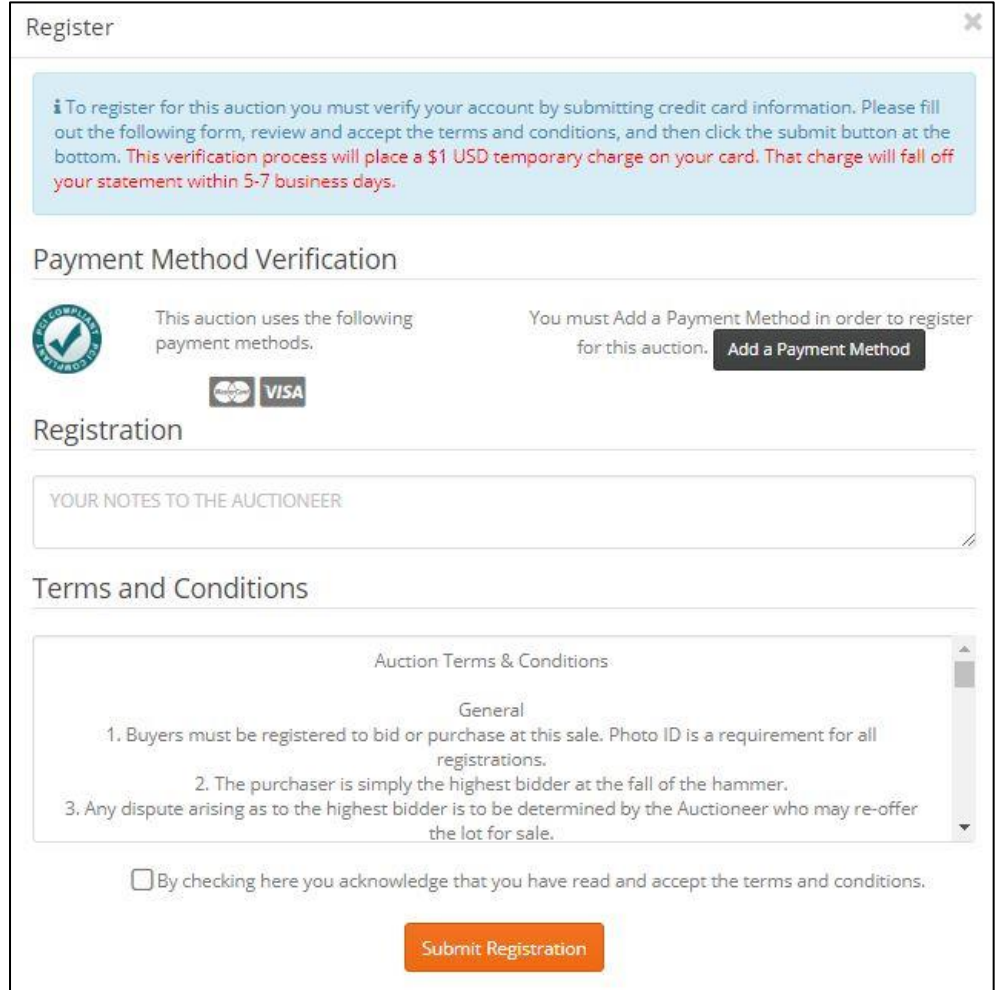 Register
×
i To register for this auction you must verify your account by submitting credit card information. Please fill
out the following form, review and accept the terms and conditions, and then click the submit button at the
bottom. This verification process will place a $1 USD temporary charge on your card. That charge will fall off
your statement within 5-7 business days.
Payment Method Verification
PCI COMPLIANT PCI COMPLIANT
This auction uses the following
payment methods.
MasterCard VISA
You must Add a Payment Method in order to register
for this auction. Add a Payment Method
Registration
YOUR NOTES TO THE AUCTIONEER
Terms and Conditions
Auction Terms & Conditions
General
1. Buyers must be registered to bid or purchase at this sale. Photo ID is a requirement for all
registrations.
2. The purchaser is simply the highest bidder at the fall of the hammer.
3. Any dispute arising as to the highest bidder is to be determined by the Auctioneer who may re-offer
the lot for sale.
By checking here you acknowledge that you have read and accept the terms and conditions.
Submit Registration